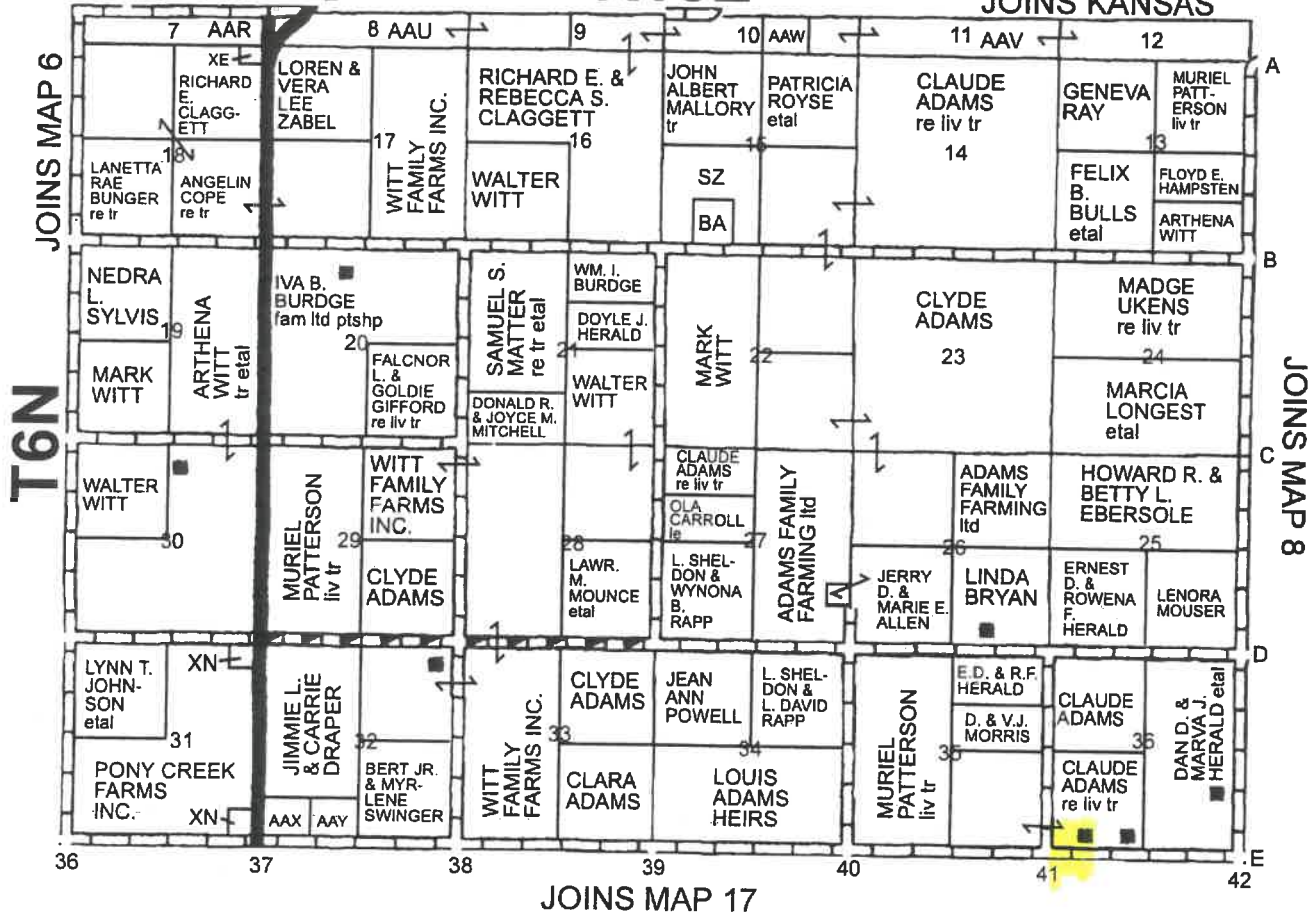 JOINS KANSAS
7 AAR
8 AAU
9
10 AAW
11 AAV
12
JOINS MAP 6
T6N
XE
RICHARD
E.
CLAGG-
ETT
LOREN &
VERA
LEE
ZABEL
WITT
FAMILY
FARMS INC.
RICHARD E. &
REBECCA S.
CLAGGETT
16
JOHN
ALBERT
MALLORY
tr
PATRICIA
ROYSE
etal
CLAUDE
ADAMS
re liv tr
14
GENEVA
RAY
MURIEL
PATT-
ERSON
liv tr
A
18
17
15
13
LANETTA
RAE
BUNGER
re tr
ANGELIN
COPE
re tr
WALTER
WITT
SZ
BA
FELIX
B.
BULLS
etal
FLOYD E.
HAMPSTEN
ARTHENA
WITT
B
NEDRA
L.
SYLVIS
19
MARK
WITT
ARTHENA
WITT
tr etal
IVA B.
BURDGE
fam ltd ptshp
20
FALCNOR
L. &
GOLDIE
GIFFORD
re liv tr
SAMUEL S.
MATTER
re tr etal
DONALD R.
& JOYCE M.
MITCHELL
WM. I.
BURDGE
DOYLE J.
HERALD
21
WALTER
WITT
MARK
WITT
22
CLYDE
ADAMS
23
MADGE
UKENS
re liv tr
24
MARCIA
LONGEST
etal
JOINS MAP 8
C
WALTER
WITT
30
MURIEL
PATTERSON
liv tr
29
WITT
FAMILY
FARMS
INC.
CLYDE
ADAMS
28
LAWR.
M.
MOUNCE
etal
CLAUDE
ADAMS
re liv tr
OLA
CARROLL
le
27
L. SHEL-
DON &
WYNONA
B.
RAPP
ADAMS FAMILY
FARMING ltd
ADAMS
FAMILY
FARMING
ltd
26
JERRY
D. &
MARIE E.
ALLEN
LINDA
BRYAN
HOWARD R. &
BETTY L.
EBERSOLE
25
ERNEST
D. &
ROWENA
F.
HERALD
LENORA
MOUSER
D
LYNN T.
JOHN-
SON
etal
XN
31
PONY CREEK
FARMS
INC.
XN
JIMMIE L.
& CARRIE
DRAPER
AAX
AAY
32
BERT JR.
& MYR-
LENE
SWINGER
WITT
FAMILY
FARMS INC.
CLYDE
ADAMS
33
CLARA
ADAMS
JEAN
ANN
POWELL
L. SHEL-
DON &
L. DAVID
RAPP
34
LOUIS
ADAMS
HEIRS
MURIEL
PATTERSON
liv tr
E.D. & R.F.
HERALD
D. & V.J.
MORRIS
35
CLAUDE
ADAMS
36
CLAUDE
ADAMS
re liv tr
DAN D. &
MARVA J.
HERALD etal
E
36
37
38
39
40
41
42
JOINS MAP 17